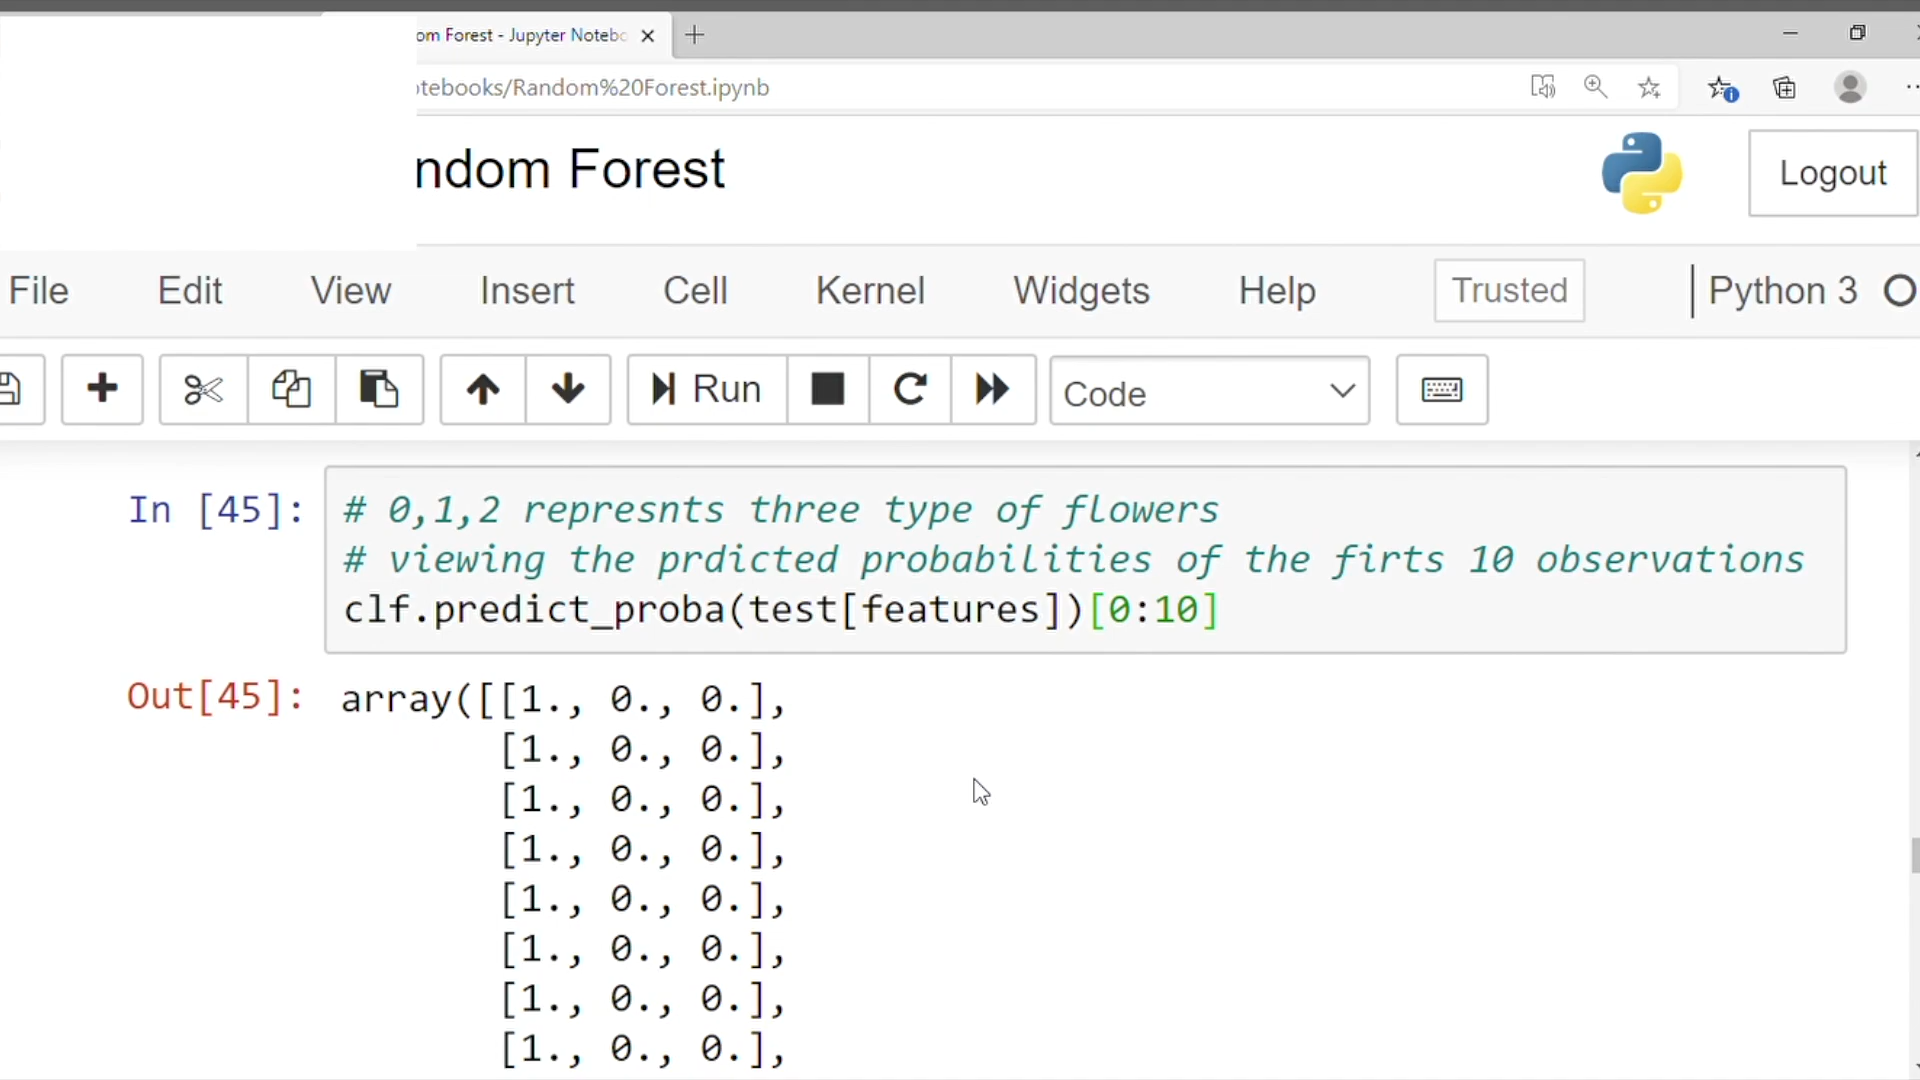 om Forest - Jupyter Notebo
tebooks/Random%20Forest.ipynb
ndom Forest
Logout
File Edit View Insert Cell Kernel Widgets Help Trusted Python 3
Run Code
In [45]: # 0,1,2 represnts three type of flowers
# viewing the prdicted probabilities of the firts 10 observations
clf.predict_proba(test[features])[0:10]
Out[45]: array([[1., 0., 0.],
[1., 0., 0.],
[1., 0., 0.],
[1., 0., 0.],
[1., 0., 0.],
[1., 0., 0.],
[1., 0., 0.],
[1., 0., 0.],